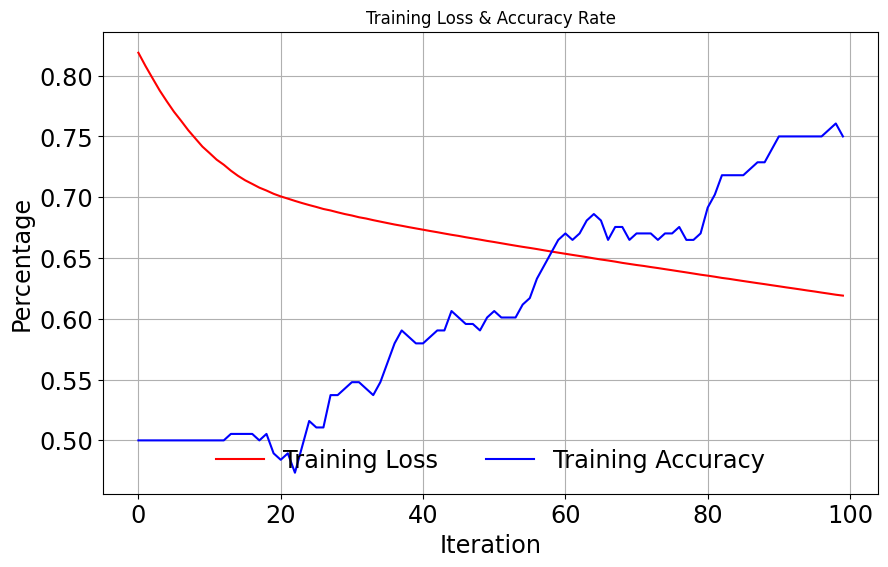 Training Loss & Accuracy Rate
0.80
0.75
0.70
0.65
0.60
0.55
0.50
Percentage
Training Loss
Training Accuracy
0
20
40
60
80
100
Iteration